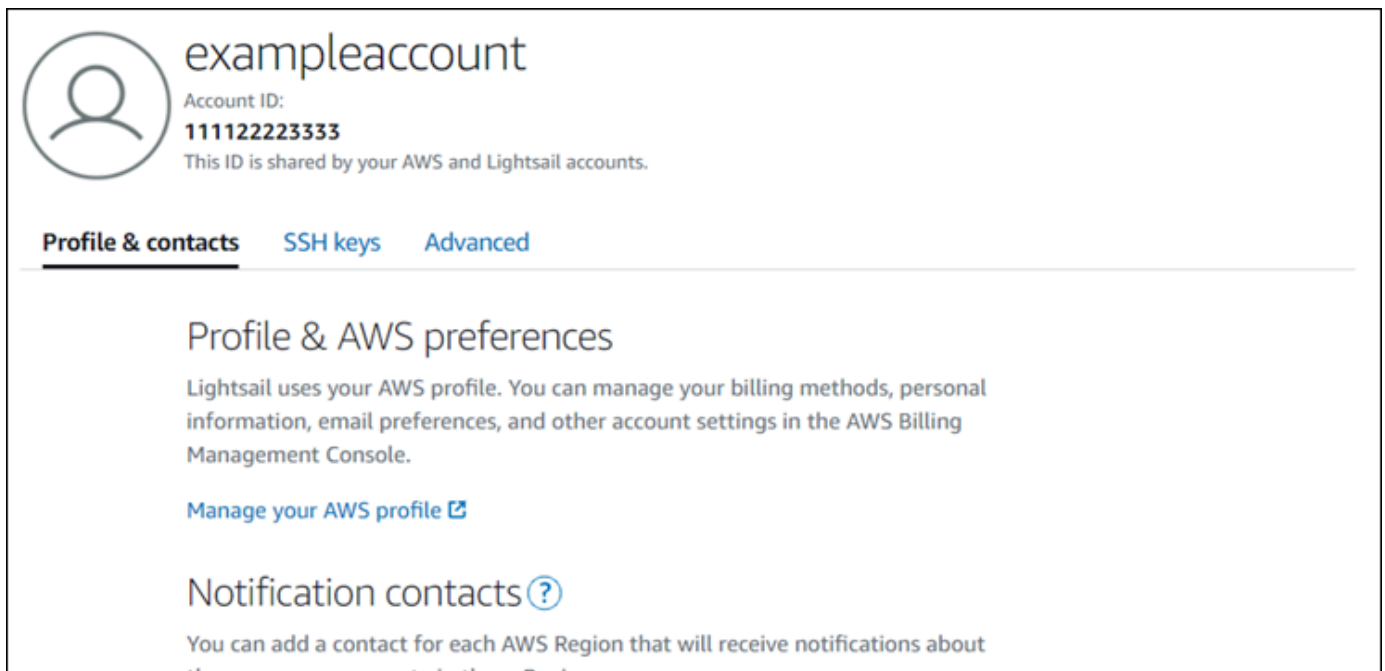 exampleaccount
Account ID:
111122223333
This ID is shared by your AWS and Lightsail accounts.
Profile & contacts SSH keys Advanced
Profile & AWS preferences
Lightsail uses your AWS profile. You can manage your billing methods, personal
information, email preferences, and other account settings in the AWS Billing
Management Console.
Manage your AWS profile
Notification contacts ?
You can add a contact for each AWS Region that will receive notifications about